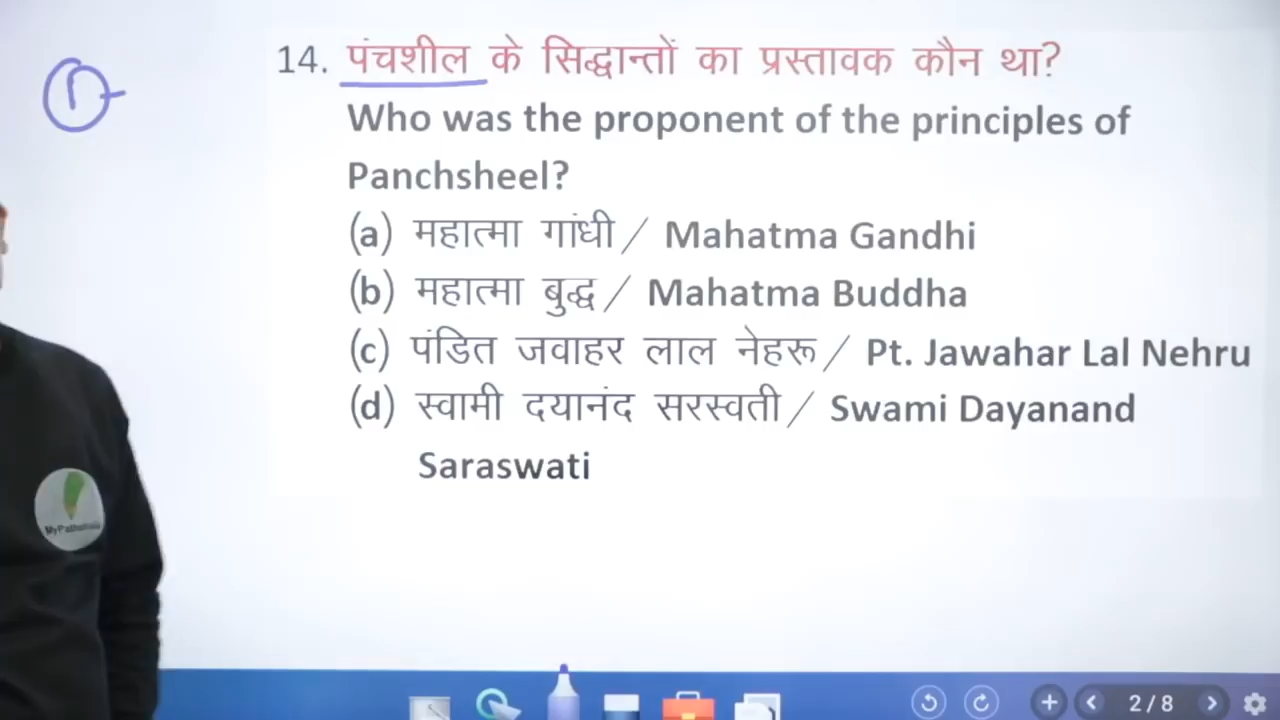 14. पंचशील के सिद्धान्तों का प्रस्तावक कौन था?
Who was the proponent of the principles of
Panchsheel?
(a) महात्मा गांधी / Mahatma Gandhi
(b) महात्मा बुद्ध / Mahatma Buddha
(c) पंडित जवाहर लाल नेहरू / Pt. Jawahar Lal Nehru
(d) स्वामी दयानंद सरस्वती / Swami Dayanand
Saraswati
2/8